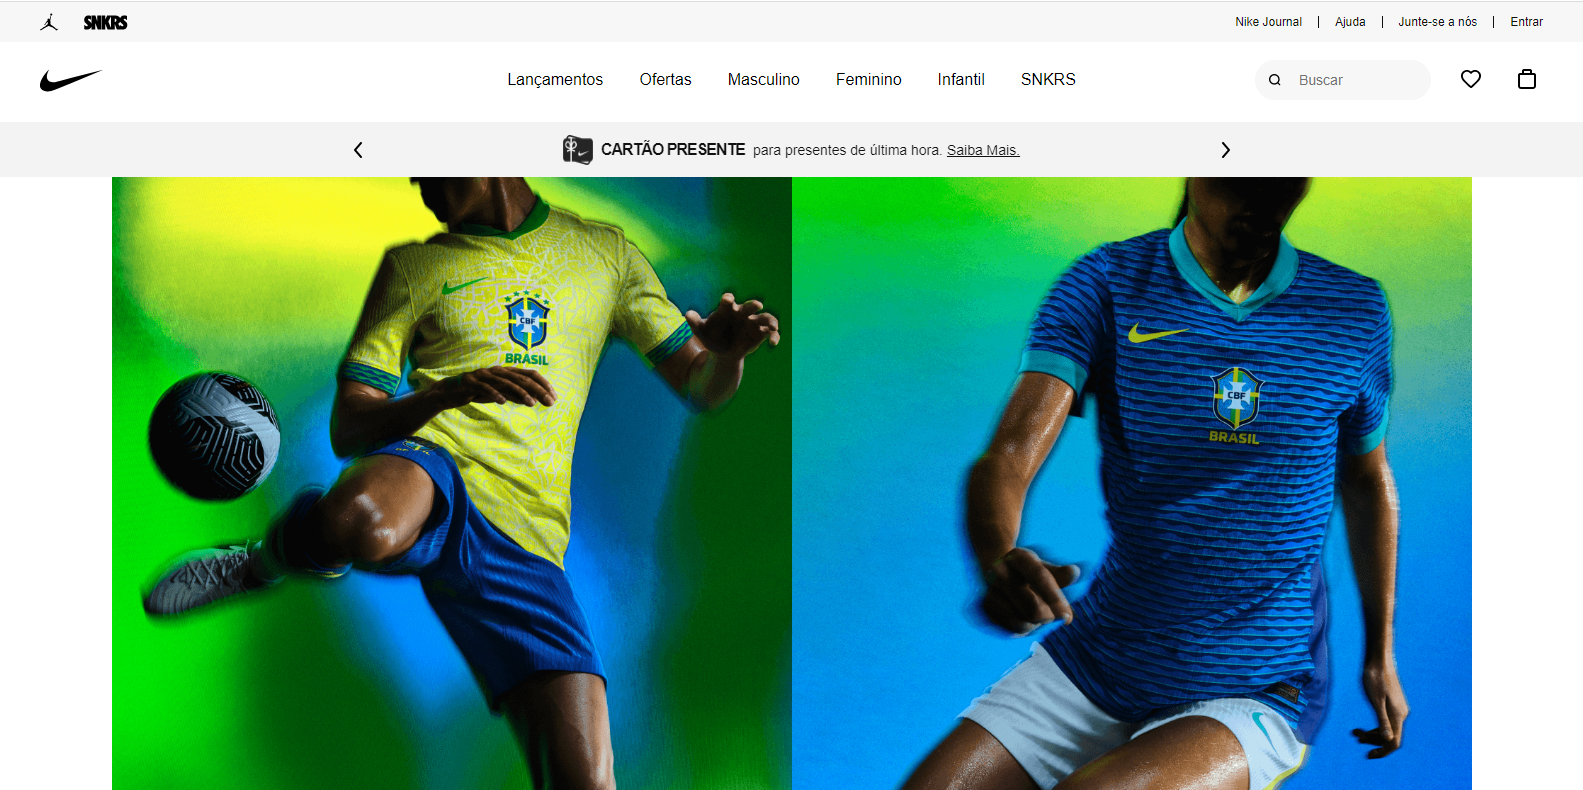 SNKRS
Nike Journal | Ajuda | Junte-se a nós | Entrar
Lançamentos Ofertas Masculino Feminino Infantil SNKRS
Buscar
CARTÃO PRESENTE para presentes de última hora. Saiba Mais.
CBF
BRASIL
CBF
BRASIL